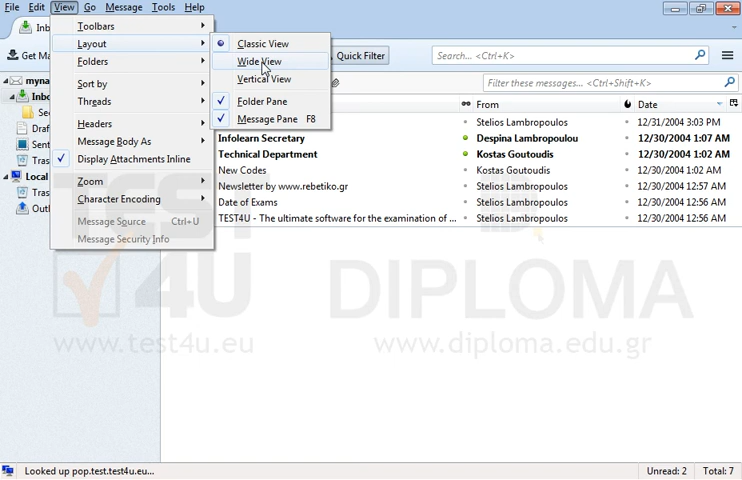 File Edit View Go Message Tools Help
Inb
Get Ma
Quick Filter
Search... <Ctrl+K>
Filter these messages... <Ctrl+Shift+K>
myna
Inbo
Se
Draf
Sent
Tras
Local
Tras
Outb
Toolbars
Layout
Folders
Sort by
Threads
Headers
Message Body As
Display Attachments Inline
Zoom
Character Encoding
Message Source Ctrl+U
Message Security Info
Classic View
Wide View
Vertical View
Folder Pane
Message Pane F8
From Date
Stelios Lambropoulos 12/31/2004 3:03 PM
Infolearn Secretary Despina Lambropoulou 12/30/2004 1:07 AM
Technical Department Kostas Goutoudis 12/30/2004 1:02 AM
New Codes Kostas Goutoudis 12/30/2004 1:02 AM
Newsletter by www.rebetiko.gr Stelios Lambropoulos 12/30/2004 12:57 AM
Date of Exams Stelios Lambropoulos 12/30/2004 12:56 AM
TEST4U - The ultimate software for the examination of ... Stelios Lambropoulos 12/30/2004 12:56 AM
TEST
4U DIPLOMA
www.test4u.eu www.diploma.edu.gr
Looked up pop.test.test4u.eu... Unread: 2 Total: 7